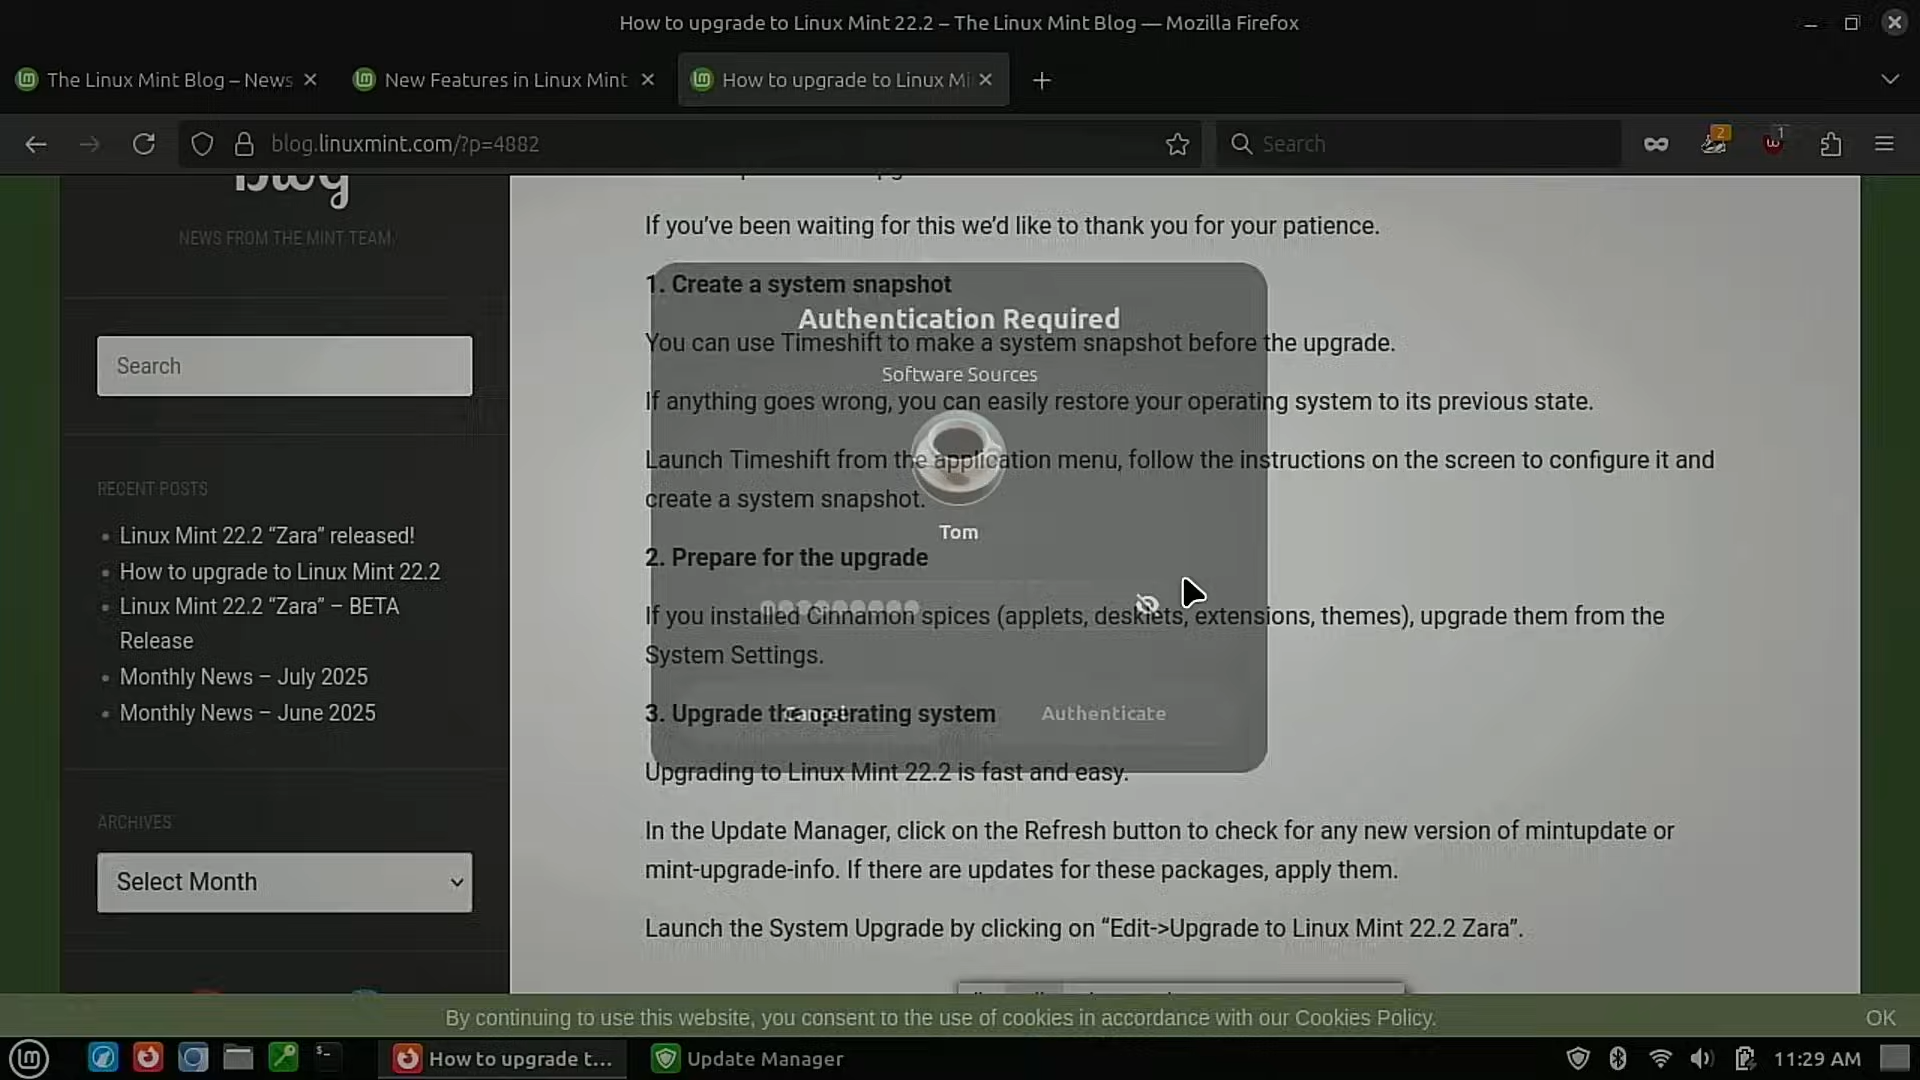 How to upgrade to Linux Mint 22.2 – The Linux Mint Blog — Mozilla Firefox
The Linux Mint Blog – News
New Features in Linux Mint
How to upgrade to Linux Mi
blog.linuxmint.com/?p=4882
Search
2
1
blog
NEWS FROM THE MINT TEAM
Search
RECENT POSTS
Linux Mint 22.2 “Zara” released!
How to upgrade to Linux Mint 22.2
Linux Mint 22.2 “Zara” – BETA
Release
Monthly News – July 2025
Monthly News – June 2025
ARCHIVES
Select Month
If you’ve been waiting for this we’d like to thank you for your patience.
1. Create a system snapshot
You can use Timeshift to make a system snapshot before the upgrade.
If anything goes wrong, you can easily restore your operating system to its previous state.
Launch Timeshift from the application menu, follow the instructions on the screen to configure it and
create a system snapshot.
2. Prepare for the upgrade
If you installed Cinnamon spices (applets, desklets, extensions, themes), upgrade them from the
System Settings.
3. Upgrade the operating system
Upgrading to Linux Mint 22.2 is fast and easy.
In the Update Manager, click on the Refresh button to check for any new version of mintupdate or
mint-upgrade-info. If there are updates for these packages, apply them.
Launch the System Upgrade by clicking on “Edit->Upgrade to Linux Mint 22.2 Zara”.
Authentication Required
Software Sources
Tom
Cancel
Authenticate
By continuing to use this website, you consent to the use of cookies in accordance with our Cookies Policy.
OK
How to upgrade t...
Update Manager
11:29 AM